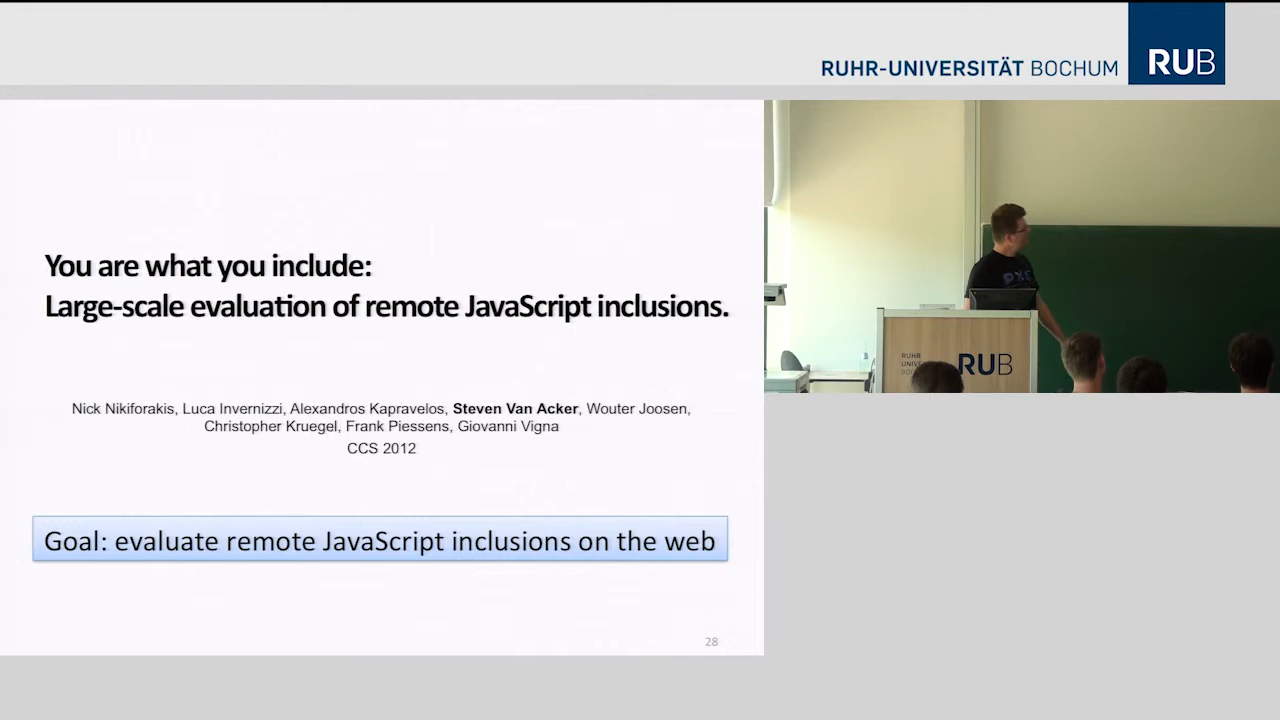 RUHR-UNIVERSITÄT BOCHUM
RUB
You are what you include:
Large-scale evaluation of remote JavaScript inclusions.
Nick Nikiforakis, Luca Invernizzi, Alexandros Kapravelos, Steven Van Acker, Wouter Joosen,
Christopher Kruegel, Frank Piessens, Giovanni Vigna
CCS 2012
Goal: evaluate remote JavaScript inclusions on the web
28
RUHR
RUB